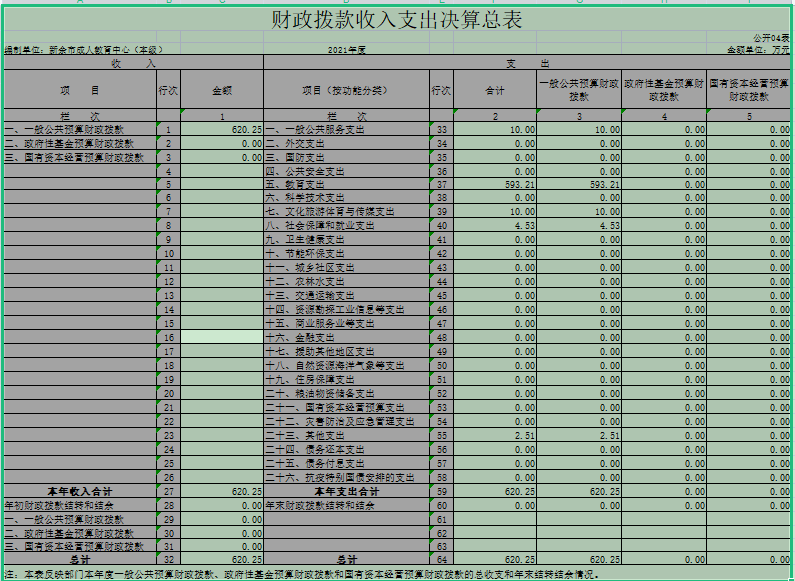 财政拨款收入支出决算总表
公开04表
编制单位：新余市成人教育中心（本级） 2021年度 金额单位：万元
收 入 支 出
项 目 行次 金额 项目（按功能分类） 行次 合计 一般公共预算财政拨款 政府性基金预算财政拨款 国有资本经营预算财政拨款
栏 次 1 栏 次 2 3 4 5
一、一般公共预算财政拨款 1 620.25 一、一般公共服务支出 33 10.00 10.00 0.00 0.00
二、政府性基金预算财政拨款 2 0.00 二、外交支出 34 0.00 0.00 0.00 0.00
三、国有资本经营预算财政拨款 3 0.00 三、国防支出 35 0.00 0.00 0.00 0.00
4 四、公共安全支出 36 0.00 0.00 0.00 0.00
5 五、教育支出 37 593.21 593.21 0.00 0.00
6 六、科学技术支出 38 0.00 0.00 0.00 0.00
7 七、文化旅游体育与传媒支出 39 10.00 10.00 0.00 0.00
8 八、社会保障和就业支出 40 4.53 4.53 0.00 0.00
9 九、卫生健康支出 41 0.00 0.00 0.00 0.00
10 十、节能环保支出 42 0.00 0.00 0.00 0.00
11 十一、城乡社区支出 43 0.00 0.00 0.00 0.00
12 十二、农林水支出 44 0.00 0.00 0.00 0.00
13 十三、交通运输支出 45 0.00 0.00 0.00 0.00
14 十四、资源勘探工业信息等支出 46 0.00 0.00 0.00 0.00
15 十五、商业服务业等支出 47 0.00 0.00 0.00 0.00
16 十六、金融支出 48 0.00 0.00 0.00 0.00
17 十七、援助其他地区支出 49 0.00 0.00 0.00 0.00
18 十八、自然资源海洋气象等支出 50 0.00 0.00 0.00 0.00
19 十九、住房保障支出 51 0.00 0.00 0.00 0.00
20 二十、粮油物资储备支出 52 0.00 0.00 0.00 0.00
21 二十一、国有资本经营预算支出 53 0.00 0.00 0.00 0.00
22 二十二、灾害防治及应急管理支出 54 0.00 0.00 0.00 0.00
23 二十三、其他支出 55 2.51 2.51 0.00 0.00
24 二十四、债务还本支出 56 0.00 0.00 0.00 0.00
25 二十五、债务付息支出 57 0.00 0.00 0.00 0.00
26 二十六、抗疫特别国债安排的支出 58 0.00 0.00 0.00 0.00
本年收入合计 27 620.25 本年支出合计 59 620.25 620.25 0.00 0.00
年初财政拨款结转和结余 28 0.00 年末财政拨款结转和结余 60 0.00 0.00 0.00 0.00
一、一般公共预算财政拨款 29 0.00 61
二、政府性基金预算财政拨款 30 0.00 62
三、国有资本经营预算财政拨款 31 0.00 63
总计 32 620.25 总计 64 620.25 620.25 0.00 0.00
注：本表反映部门本年度一般公共预算财政拨款、政府性基金预算财政拨款和国有资本经营预算财政拨款的总收支和年末结转结余情况。